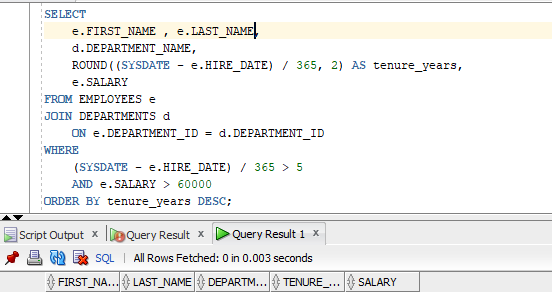 SELECT
e.FIRST_NAME , e.LAST_NAME,
d.DEPARTMENT_NAME,
ROUND((SYSDATE - e.HIRE_DATE) / 365, 2) AS tenure_years,
e.SALARY
FROM EMPLOYEES e
JOIN DEPARTMENTS d
ON e.DEPARTMENT_ID = d.DEPARTMENT_ID
WHERE
(SYSDATE - e.HIRE_DATE) / 365 > 5
AND e.SALARY > 60000
ORDER BY tenure_years DESC;
Script Output x Query Result x Query Result 1 x
SQL | All Rows Fetched: 0 in 0.003 seconds
FIRST_NA... LAST_NAME DEPARTM... TENURE_... SALARY